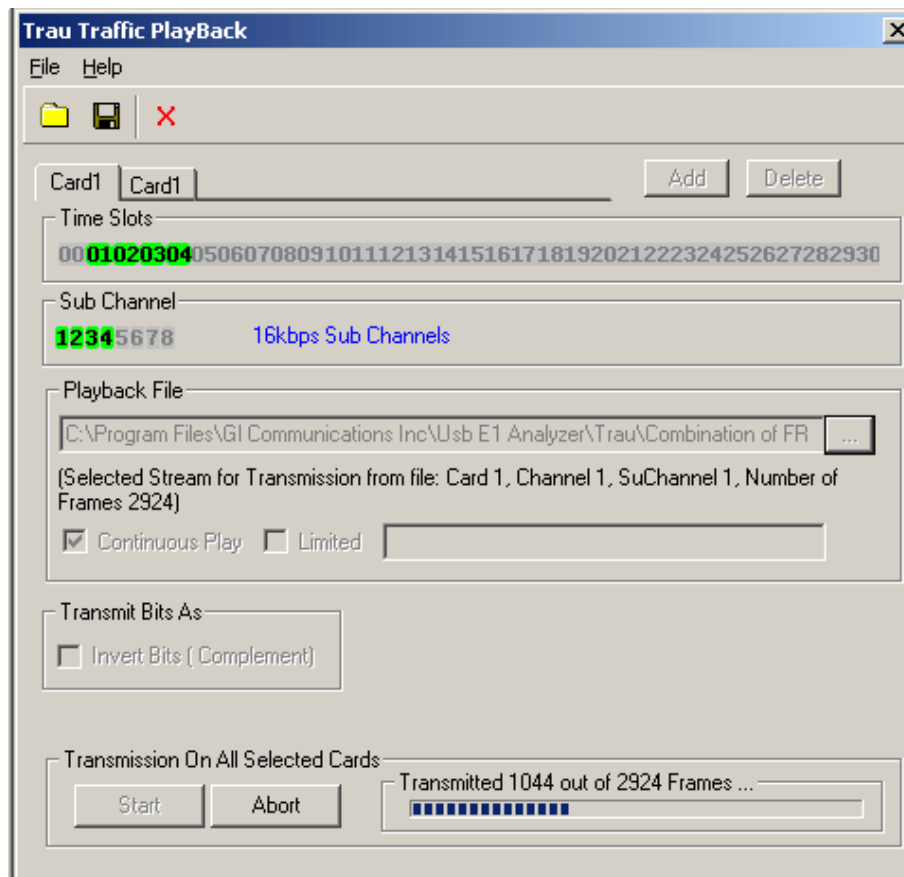 Trau Traffic PlayBack
File Help
Card1 Card1 Add Delete
Time Slots
00010203040506070809101112131415161718192021222324252627282930
Sub Channel
12345678 16kbps Sub Channels
Playback File
C:\Program Files\Gl Communications Inc\Usb E1 Analyzer\Trau\Combination of FR ...
(Selected Stream for Transmission from file: Card 1, Channel 1, SuChannel 1, Number of
Frames 2924)
Continuous Play Limited
Transmit Bits As
Invert Bits ( Complement)
Transmission On All Selected Cards
Transmitted 1044 out of 2924 Frames ...
Start Abort